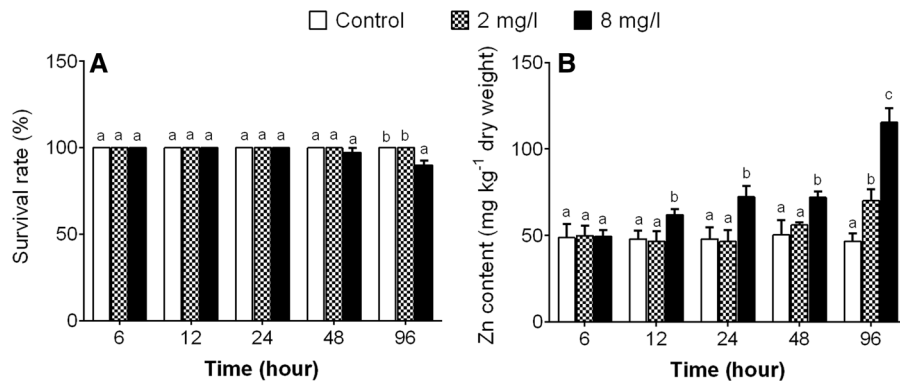 Control 2 mg/l 8 mg/l
A
150
100
50
0
Survival rate (%)
a a a a a a a a a a a a b b a
6 12 24 48 96
Time (hour)
B
150
100
50
0
Zn content (mg kg⁻¹ dry weight)
a a a a a b a a b a a b a b c
6 12 24 48 96
Time (hour)